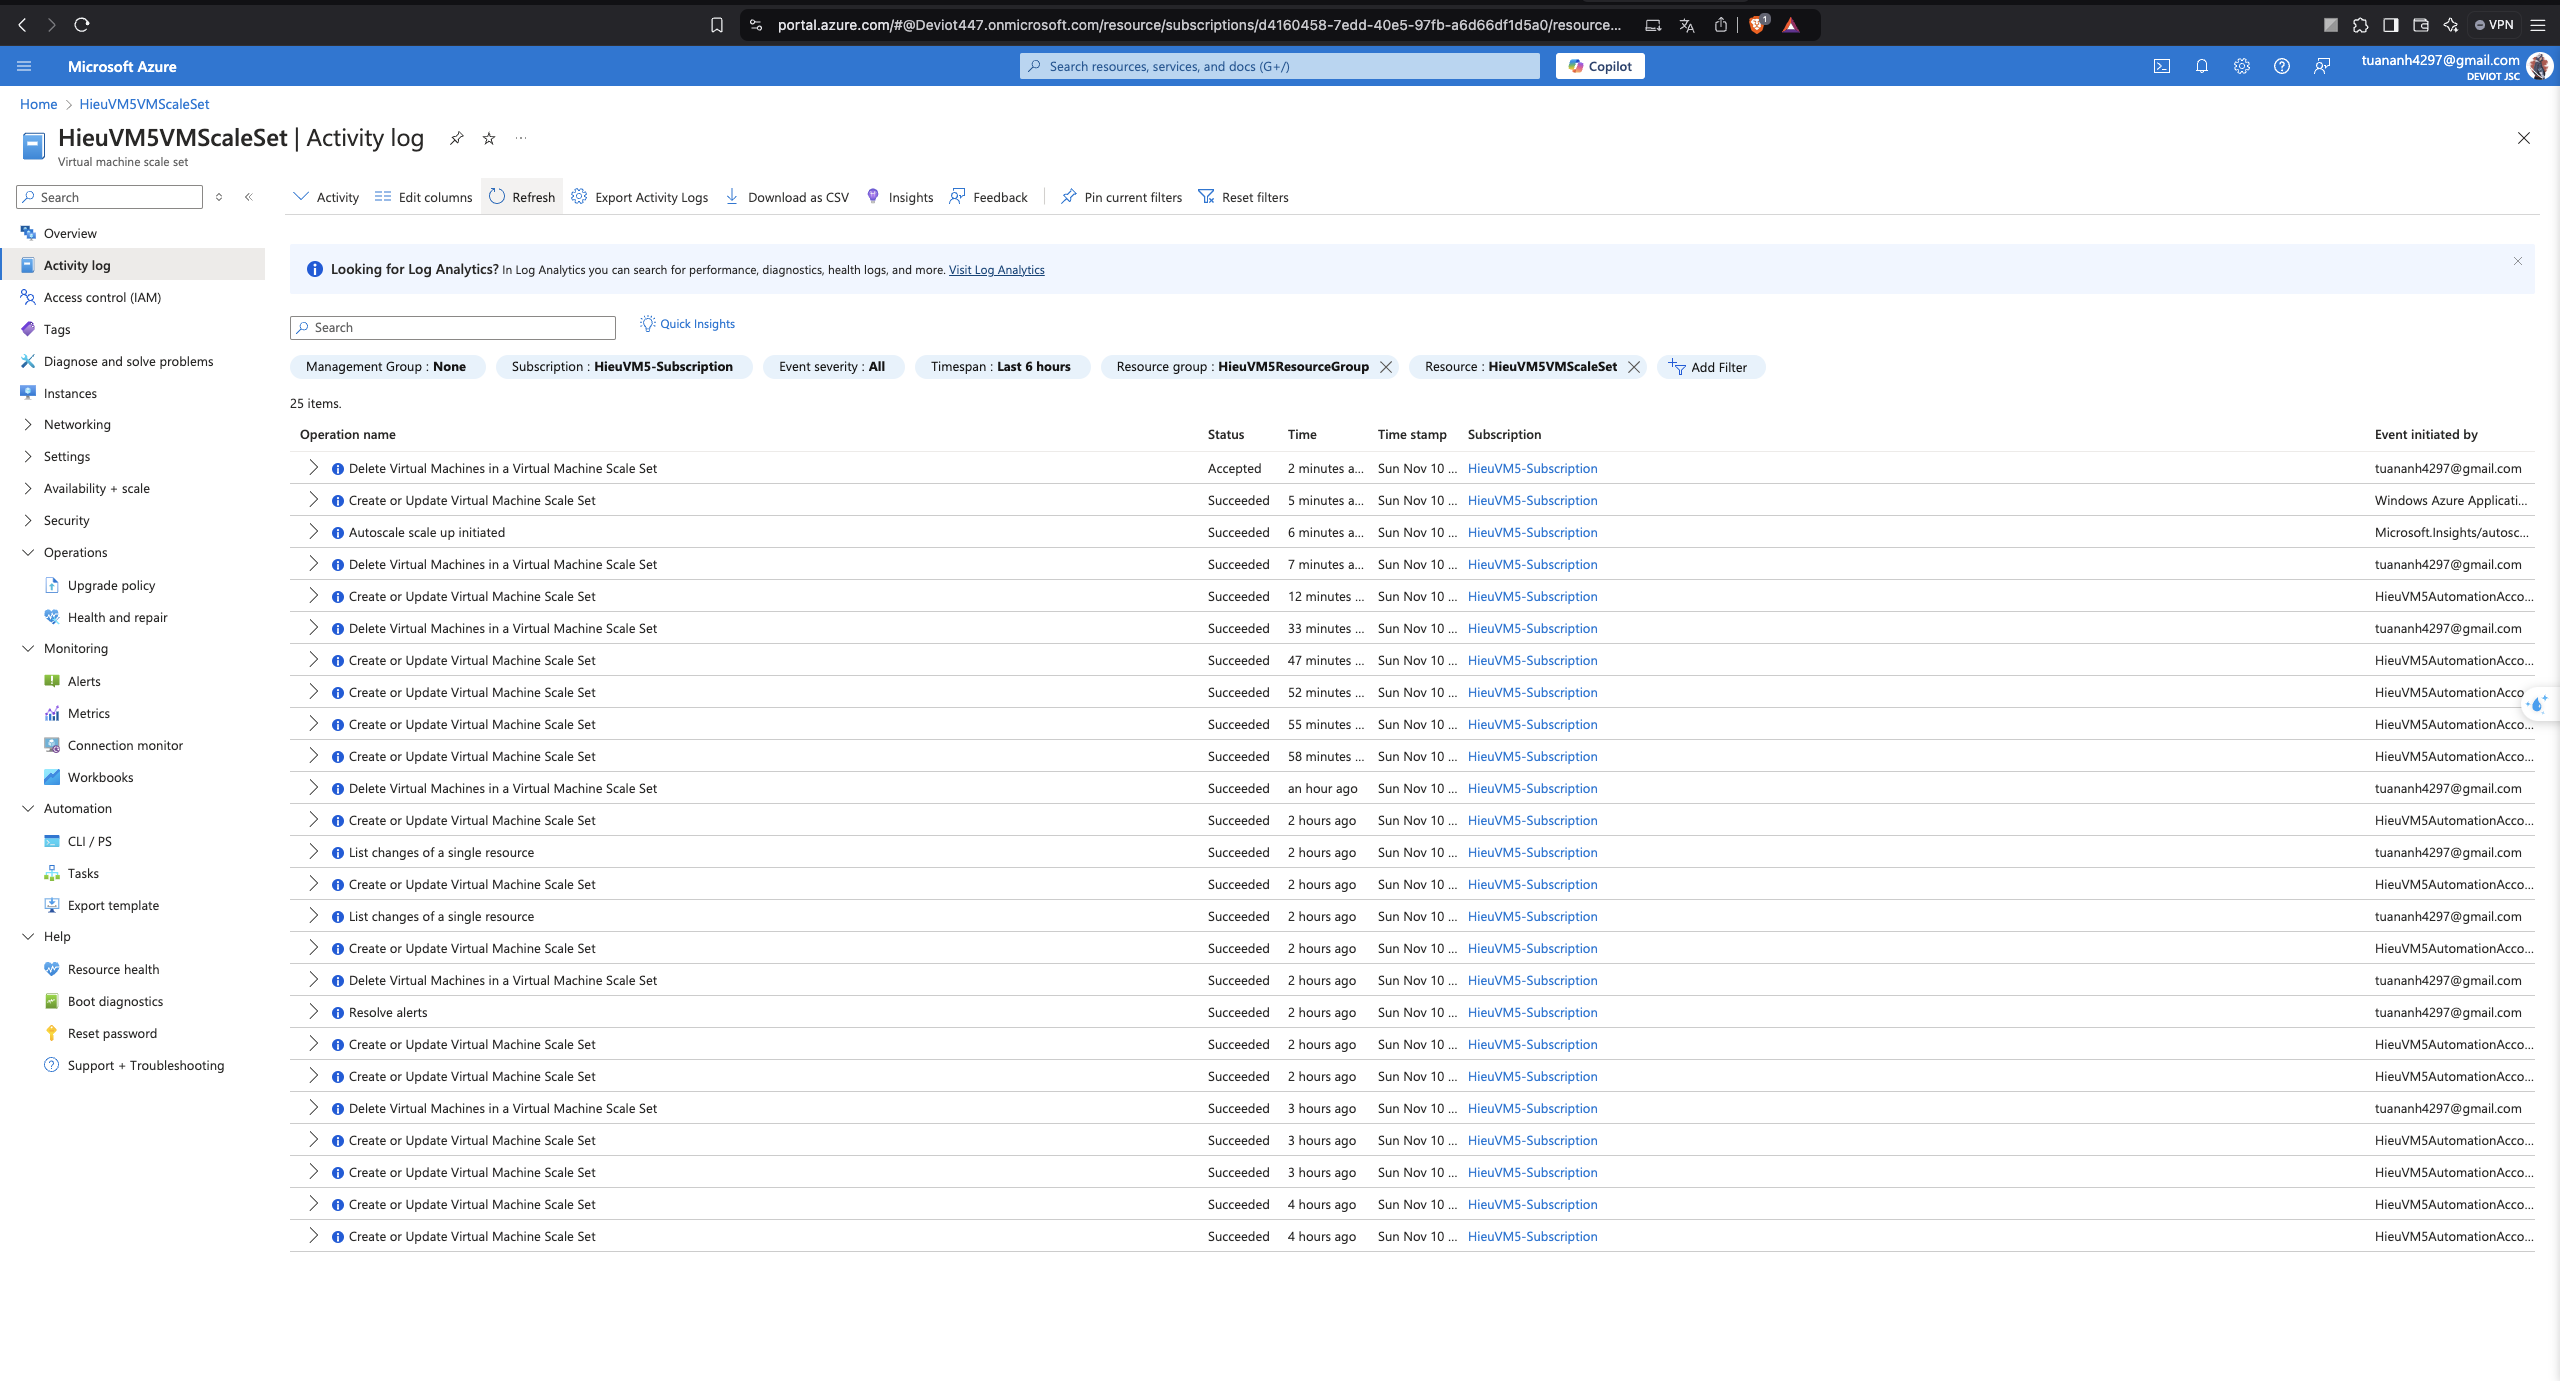 portal.azure.com/#@Deviot447.onmicrosoft.com/resource/subscriptions/d4160458-7edd-40e5-97fb-a6d66df1d5a0/resource...
1
VPN
Microsoft Azure
Search resources, services, and docs (G+/)
Copilot
tuananh4297@gmail.com
DEVIOT JSC
Home > HieuVM5VMScaleSet
HieuVM5VMScaleSet | Activity log
Virtual machine scale set
Search
Activity Edit columns Refresh Export Activity Logs Download as CSV Insights Feedback Pin current filters Reset filters
Overview
Activity log
Access control (IAM)
Tags
Diagnose and solve problems
Instances
Networking
Settings
Availability + scale
Security
Operations
Upgrade policy
Health and repair
Monitoring
Alerts
Metrics
Connection monitor
Workbooks
Automation
CLI / PS
Tasks
Export template
Help
Resource health
Boot diagnostics
Reset password
Support + Troubleshooting
Looking for Log Analytics? In Log Analytics you can search for performance, diagnostics, health logs, and more. Visit Log Analytics
Search
Quick Insights
Management Group : None Subscription : HieuVM5-Subscription Event severity : All Timespan : Last 6 hours Resource group : HieuVM5ResourceGroup Resource : HieuVM5VMScaleSet Add Filter
25 items.
Operation name Status Time Time stamp Subscription Event initiated by
Delete Virtual Machines in a Virtual Machine Scale Set Accepted 2 minutes a... Sun Nov 10 ... HieuVM5-Subscription tuananh4297@gmail.com
Create or Update Virtual Machine Scale Set Succeeded 5 minutes a... Sun Nov 10 ... HieuVM5-Subscription Windows Azure Applicati...
Autoscale scale up initiated Succeeded 6 minutes a... Sun Nov 10 ... HieuVM5-Subscription Microsoft.Insights/autosc...
Delete Virtual Machines in a Virtual Machine Scale Set Succeeded 7 minutes a... Sun Nov 10 ... HieuVM5-Subscription tuananh4297@gmail.com
Create or Update Virtual Machine Scale Set Succeeded 12 minutes ... Sun Nov 10 ... HieuVM5-Subscription HieuVM5AutomationAcco...
Delete Virtual Machines in a Virtual Machine Scale Set Succeeded 33 minutes ... Sun Nov 10 ... HieuVM5-Subscription tuananh4297@gmail.com
Create or Update Virtual Machine Scale Set Succeeded 47 minutes ... Sun Nov 10 ... HieuVM5-Subscription HieuVM5AutomationAcco...
Create or Update Virtual Machine Scale Set Succeeded 52 minutes ... Sun Nov 10 ... HieuVM5-Subscription HieuVM5AutomationAcco
Create or Update Virtual Machine Scale Set Succeeded 55 minutes ... Sun Nov 10 ... HieuVM5-Subscription HieuVM5AutomationAcco...
Create or Update Virtual Machine Scale Set Succeeded 58 minutes ... Sun Nov 10 ... HieuVM5-Subscription HieuVM5AutomationAcco...
Delete Virtual Machines in a Virtual Machine Scale Set Succeeded an hour ago Sun Nov 10 ... HieuVM5-Subscription tuananh4297@gmail.com
Create or Update Virtual Machine Scale Set Succeeded 2 hours ago Sun Nov 10 ... HieuVM5-Subscription HieuVM5AutomationAcco...
List changes of a single resource Succeeded 2 hours ago Sun Nov 10 ... HieuVM5-Subscription tuananh4297@gmail.com
Create or Update Virtual Machine Scale Set Succeeded 2 hours ago Sun Nov 10 ... HieuVM5-Subscription HieuVM5AutomationAcco...
List changes of a single resource Succeeded 2 hours ago Sun Nov 10 ... HieuVM5-Subscription tuananh4297@gmail.com
Create or Update Virtual Machine Scale Set Succeeded 2 hours ago Sun Nov 10 ... HieuVM5-Subscription HieuVM5AutomationAcco...
Delete Virtual Machines in a Virtual Machine Scale Set Succeeded 2 hours ago Sun Nov 10 ... HieuVM5-Subscription tuananh4297@gmail.com
Resolve alerts Succeeded 2 hours ago Sun Nov 10 ... HieuVM5-Subscription tuananh4297@gmail.com
Create or Update Virtual Machine Scale Set Succeeded 2 hours ago Sun Nov 10 ... HieuVM5-Subscription HieuVM5AutomationAcco...
Create or Update Virtual Machine Scale Set Succeeded 2 hours ago Sun Nov 10 ... HieuVM5-Subscription HieuVM5AutomationAcco...
Delete Virtual Machines in a Virtual Machine Scale Set Succeeded 3 hours ago Sun Nov 10 ... HieuVM5-Subscription tuananh4297@gmail.com
Create or Update Virtual Machine Scale Set Succeeded 3 hours ago Sun Nov 10 ... HieuVM5-Subscription HieuVM5AutomationAcco...
Create or Update Virtual Machine Scale Set Succeeded 3 hours ago Sun Nov 10 ... HieuVM5-Subscription HieuVM5AutomationAcco...
Create or Update Virtual Machine Scale Set Succeeded 4 hours ago Sun Nov 10 ... HieuVM5-Subscription HieuVM5AutomationAcco...
Create or Update Virtual Machine Scale Set Succeeded 4 hours ago Sun Nov 10 ... HieuVM5-Subscription HieuVM5AutomationAcco...